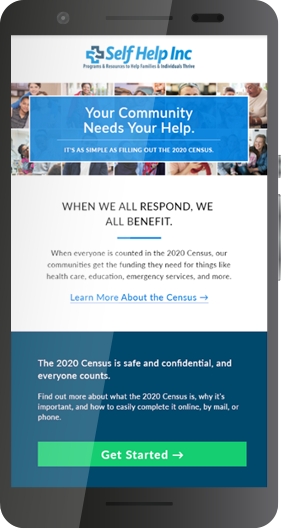 Self Help Inc
Programs & Resources to Help Families & Individuals Thrive
Your Community
Needs Your Help.
IT'S AS SIMPLE AS FILLING OUT THE 2020 CENSUS.
WHEN WE ALL RESPOND, WE
ALL BENEFIT.
When everyone is counted in the 2020 Census, our
communities get the funding they need for things like
health care, education, emergency services, and more.
Learn More About the Census →
The 2020 Census is safe and confidential, and
everyone counts.
Find out more about what the 2020 Census is, why it's
important, and how to easily complete it online, by mail, or
phone.
Get Started →